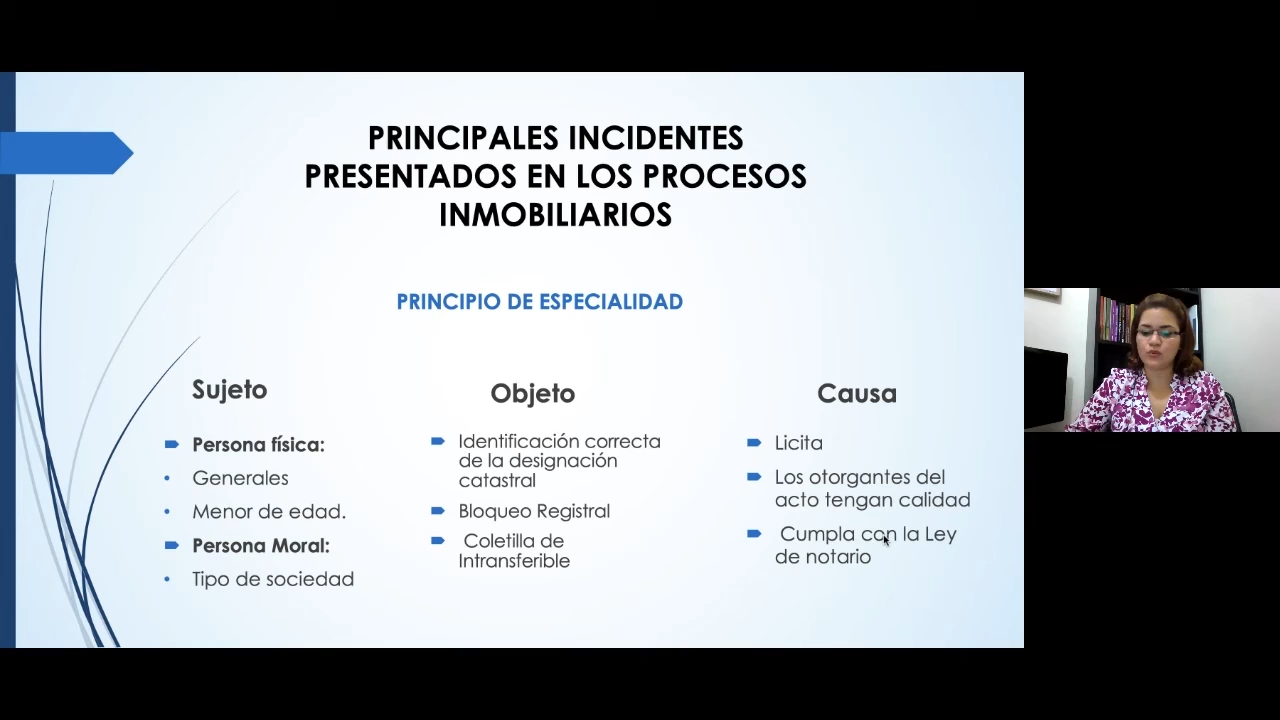 PRINCIPALES INCIDENTES
PRESENTADOS EN LOS PROCESOS
INMOBILIARIOS
PRINCIPIO DE ESPECIALIDAD
Sujeto
Persona física:
Generales
Menor de edad.
Persona Moral:
Tipo de sociedad
Objeto
Identificación correcta
de la designación
catastral
Bloqueo Registral
Coletilla de
Intransferible
Causa
Licita
Los otorgantes del
acto tengan calidad
Cumpla con la Ley
de notario